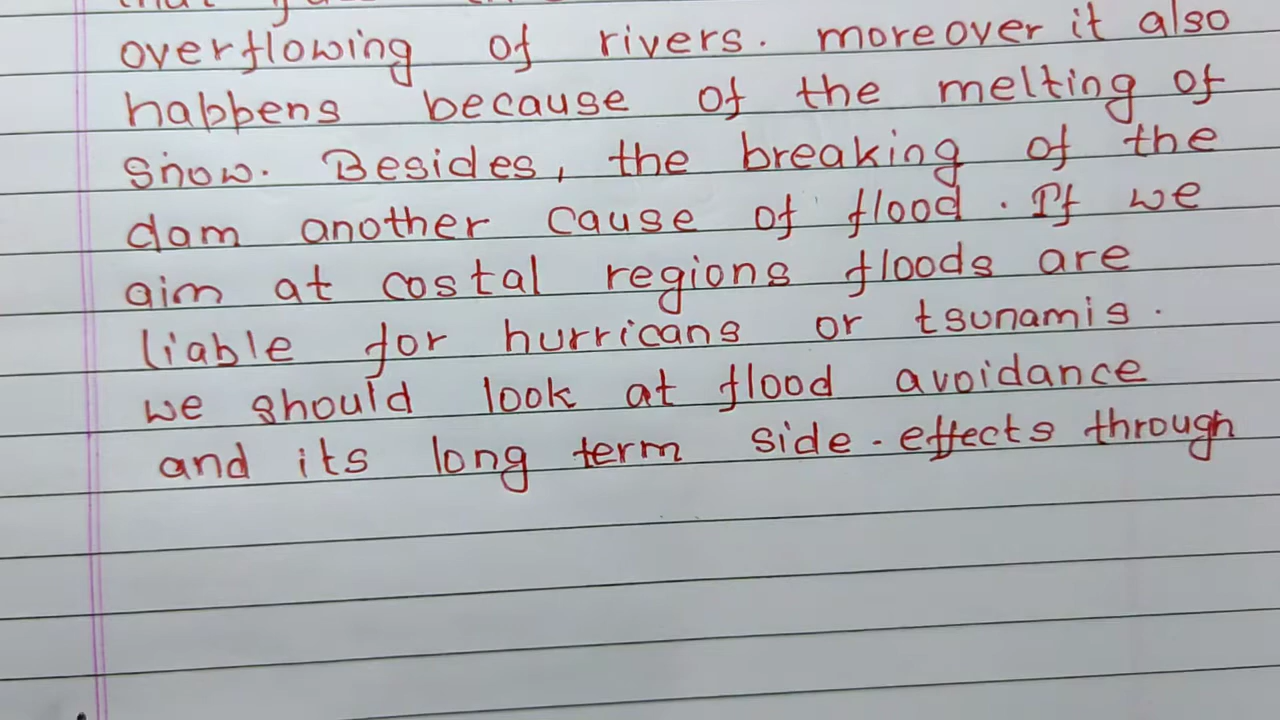 overflowing of rivers. moreover it also
happens because of the melting of
snow. Besides, the breaking of the
dam another cause of flood. If we
aim at costal regions floods are
liable for hurricans or tsunamis.
we should look at flood avoidance
and its long term side-effects through